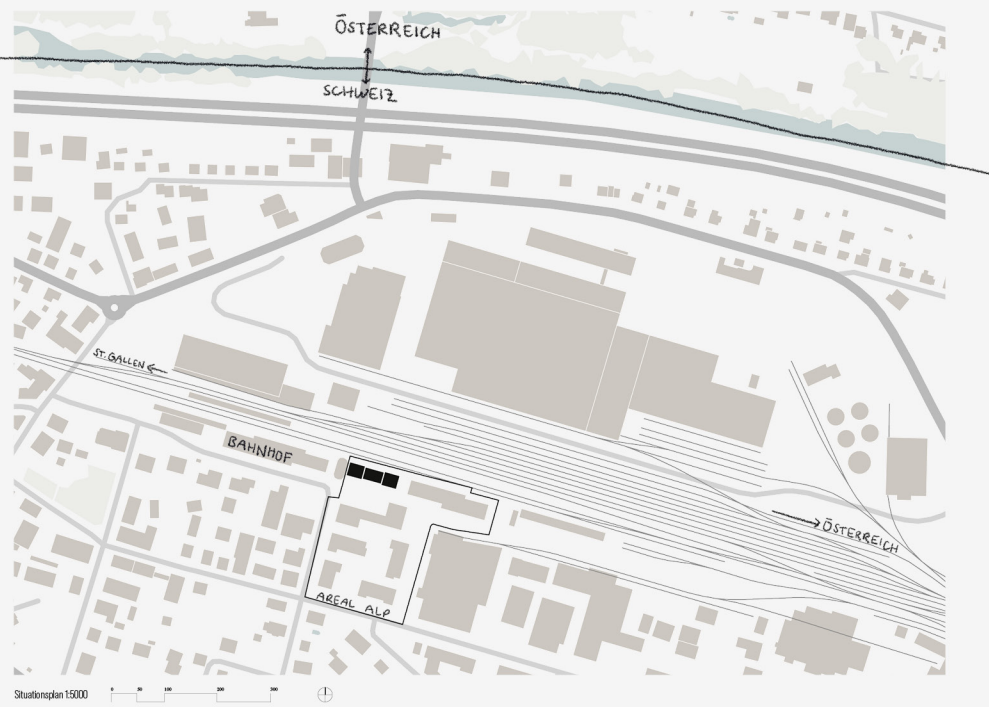 ÖSTERREICH
SCHWEIZ
ST. GALLEN
BAHNHOF
ÖSTERREICH
AREAL ALP
Situationsplan 1:5000
0 50 100 200 300